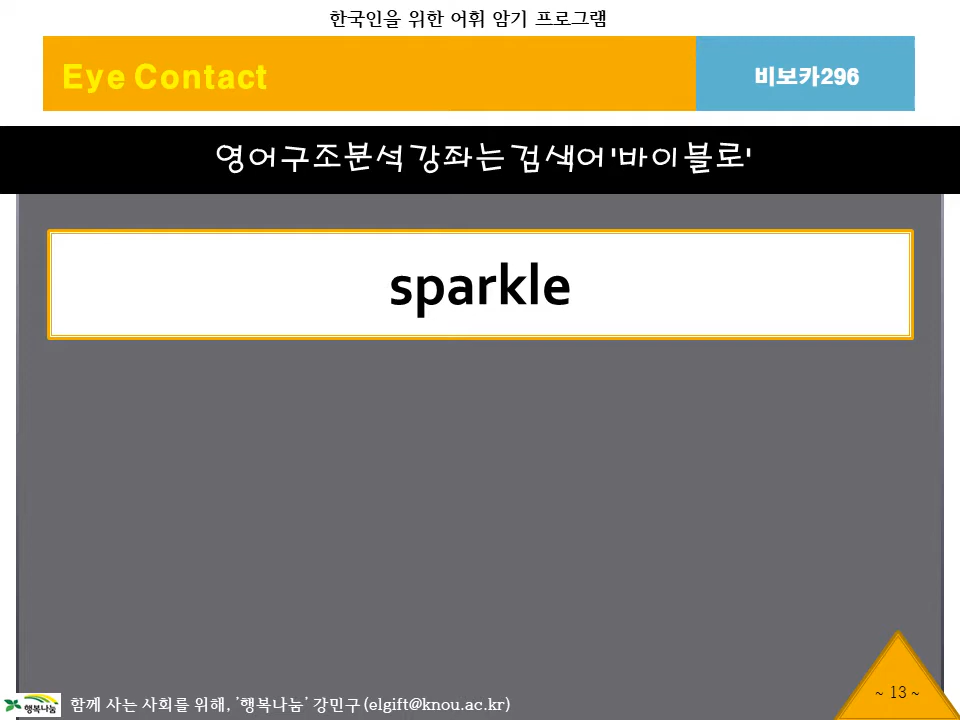 한국인을 위한 어휘 암기 프로그램
Eye Contact
비보카296
영어구조분석 강좌는 검색어 '바이블로'
sparkle
~ 13 ~
행복나눔
함께 사는 사회를 위해, '행복나눔' 강민구 (elgift@knou.ac.kr)